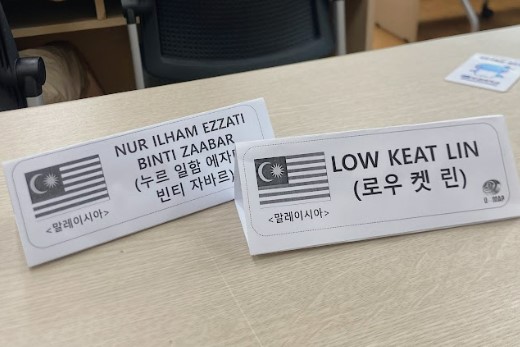 NUR ILHAM EZZATI
BINTI ZAABAR
(누르 일함 에자
빈티 자바르)
<말레이시아>
LOW KEAT LIN
(로우 켓 린)
<말레이시아>